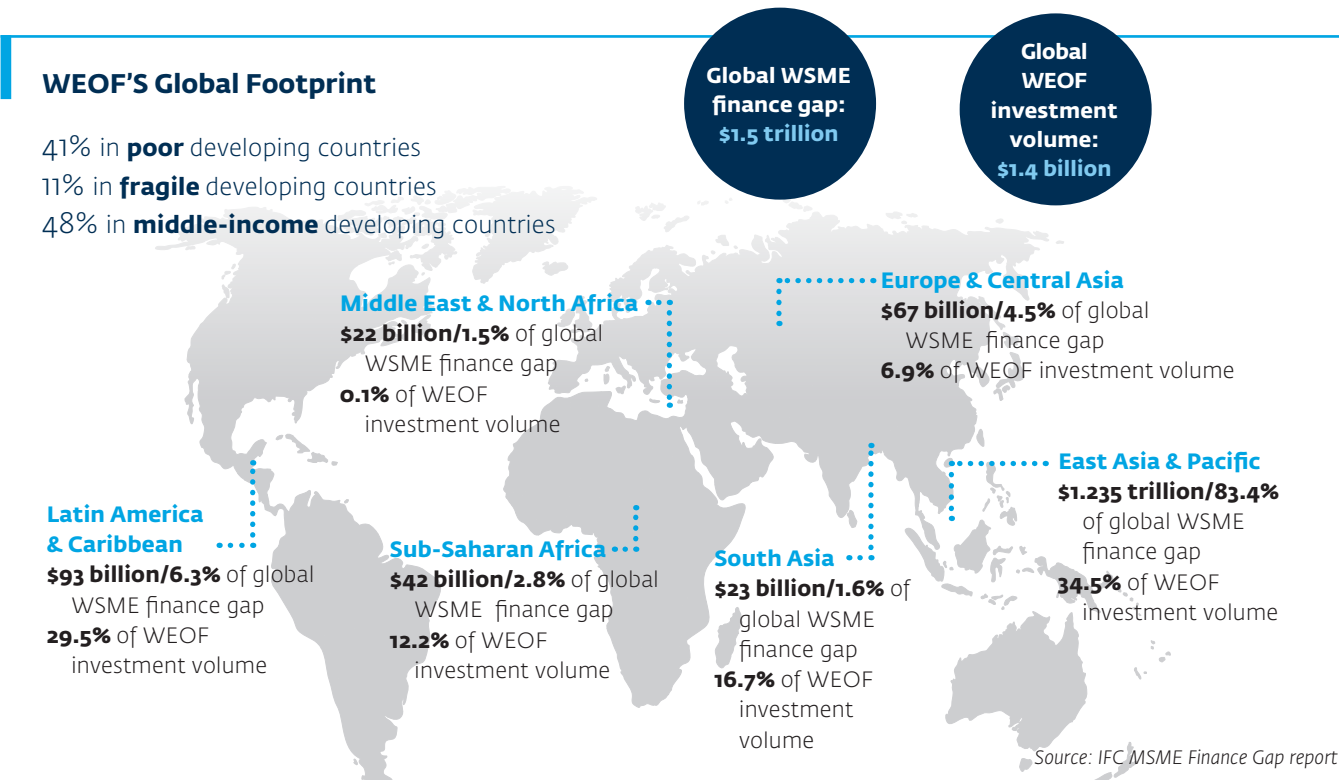 WEOF'S Global Footprint
41% in poor developing countries
11% in fragile developing countries
48% in middle-income developing countries
Global WSME
finance gap:
$1.5 trillion
Global
WEOF
investment
volume:
$1.4 billion
Middle East & North Africa
$22 billion/1.5% of global
WSME finance gap
0.1% of WEOF
investment volume
Europe & Central Asia
$67 billion/4.5% of global
WSME finance gap
6.9% of WEOF investment volume
Latin America
& Caribbean
$93 billion/6.3% of global
WSME finance gap
29.5% of WEOF
investment volume
Sub-Saharan Africa
$42 billion/2.8% of global
WSME finance gap
12.2% of WEOF
investment volume
South Asia
$23 billion/1.6% of
global WSME
finance gap
16.7% of WEOF
investment
volume
East Asia & Pacific
$1.235 trillion/83.4%
of global WSME
finance gap
34.5% of WEOF
investment volume
Source: IFC MSME Finance Gap report